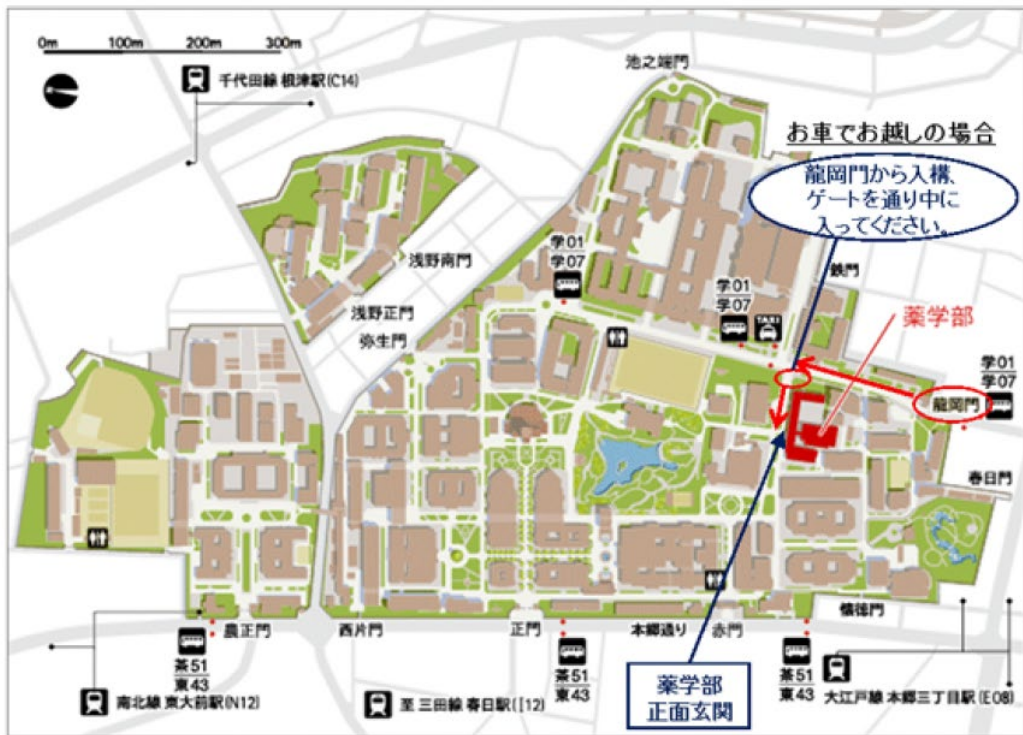 0m 100m 200m 300m
千代田線 根津駅(C14)
池之端門
お車でお越しの場合
龍岡門から入構、
ゲートを通り中に
入ってください。
浅野南門
学01
学07
鉄門
学01
学07
TAXI
浅野正門
薬学部
弥生門
学01
学07
龍岡門
春日門
懐徳門
農正門
西片門
正門
本郷通り
赤門
茶51
東43
茶51
東43
茶51
東43
薬学部
正面玄関
南北線 東大前駅(N12)
至 三田線 春日駅(I12)
大江戸線 本郷三丁目駅(E08)